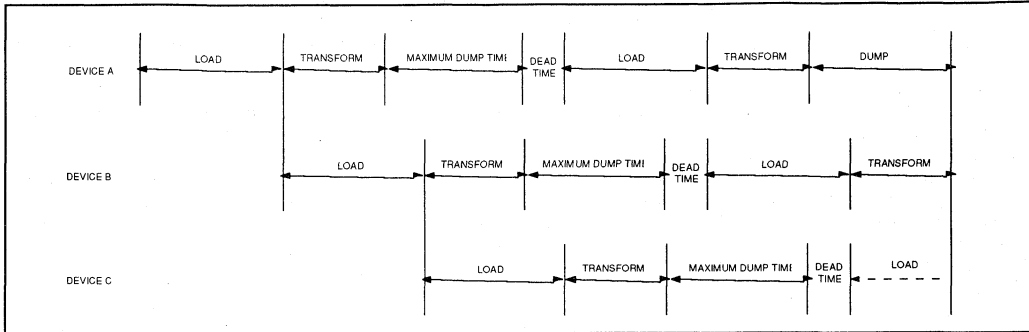 DEVICE A LOAD TRANSFORM MAXIMUM DUMP TIME DEAD TIME LOAD TRANSFORM DUMP
DEVICE B LOAD TRANSFORM MAXIMUM DUMP TIME DEAD TIME LOAD TRANSFORM
DEVICE C LOAD TRANSFORM MAXIMUM DUMP TIME DEAD TIME LOAD